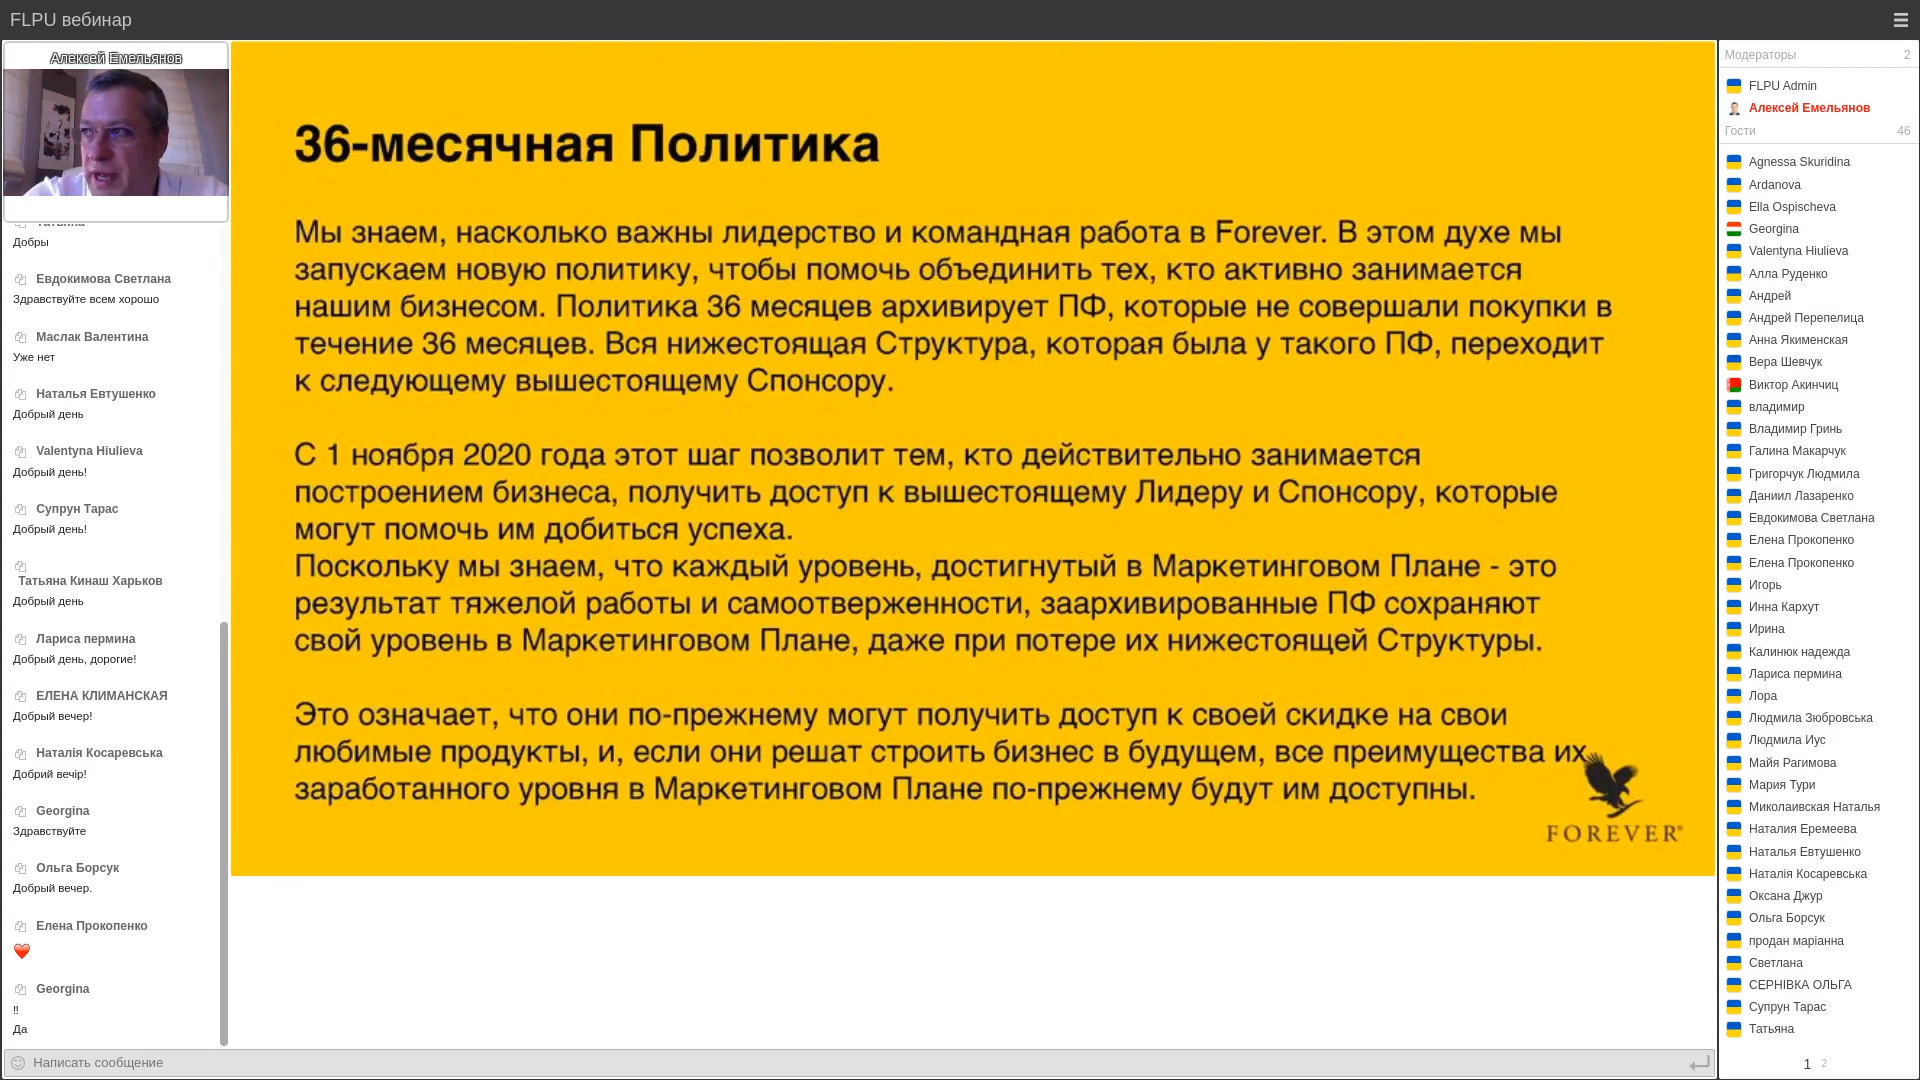 FLPU вебинар
Алексей Емельянов
Добры
Евдокимова Светлана
Здравствуйте всем хорошо
Маслак Валентина
Уже нет
Наталья Евтушенко
Добрый день
Valentyna Hiulieva
Добрый день!
Супрун Тарас
Добрый день!
Татьяна Кинаш Харьков
Добрый день
Лариса пермина
Добрый день, дорогие!
ЕЛЕНА КЛИМАНСКАЯ
Добрый вечер!
Наталія Косаревська
Добрий вечір!
Georgina
Здравствуйте
Ольга Борсук
Добрый вечер.
Елена Прокопенко
❤
Georgina
!!
Да
Написать сообщение
36-месячная Политика
Мы знаем, насколько важны лидерство и командная работа в Forever. В этом духе мы
запускаем новую политику, чтобы помочь объединить тех, кто активно занимается
нашим бизнесом. Политика 36 месяцев архивирует ПФ, которые не совершали покупки в
течение 36 месяцев. Вся нижестоящая Структура, которая была у такого ПФ, переходит
к следующему вышестоящему Спонсору.
С 1 ноября 2020 года этот шаг позволит тем, кто действительно занимается
построением бизнеса, получить доступ к вышестоящему Лидеру и Спонсору, которые
могут помочь им добиться успеха.
Поскольку мы знаем, что каждый уровень, достигнутый в Маркетинговом Плане - это
результат тяжелой работы и самоотверженности, заархивированные ПФ сохраняют
свой уровень в Маркетинговом Плане, даже при потере их нижестоящей Структуры.
Это означает, что они по-прежнему могут получить доступ к своей скидке на свои
любимые продукты, и, если они решат строить бизнес в будущем, все преимущества их
заработанного уровня в Маркетинговом Плане по-прежнему будут им доступны.
FOREVER®
Модераторы 2
FLPU Admin
Алексей Емельянов
Гости 46
Agnessa Skuridina
Ardanova
Ella Ospischeva
Georgina
Valentyna Hiulieva
Алла Руденко
Андрей
Андрей Перепелица
Анна Якименская
Вера Шевчук
Виктор Акинчиц
владимир
Владимир Гринь
Галина Макарчук
Григорчук Людмила
Даниил Лазаренко
Евдокимова Светлана
Елена Прокопенко
Елена Прокопенко
Игорь
Инна Кархут
Ирина
Калинюк надежда
Лариса пермина
Лора
Людмила Зюбровська
Людмила Иус
Майя Рагимова
Мария Тури
Миколаивская Наталья
Наталия Еремеева
Наталья Евтушенко
Наталія Косаревська
Оксана Джур
Ольга Борсук
продан маріанна
Светлана
СЕРНІВКА ОЛЬГА
Супрун Тарас
Татьяна
1 2